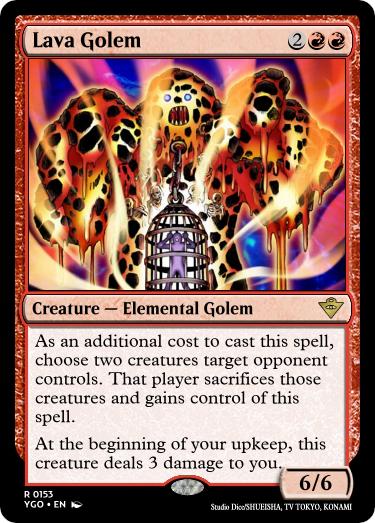 Lava Golem 2
Creature — Elemental Golem
As an additional cost to cast this spell,
choose two creatures target opponent
controls. That player sacrifices those
creatures and gains control of this
spell.
At the beginning of your upkeep, this
creature deals 3 damage to you.
6/6
R 0153
YGO • EN
Studio Dice/SHUEISHA, TV TOKYO, KONAMI